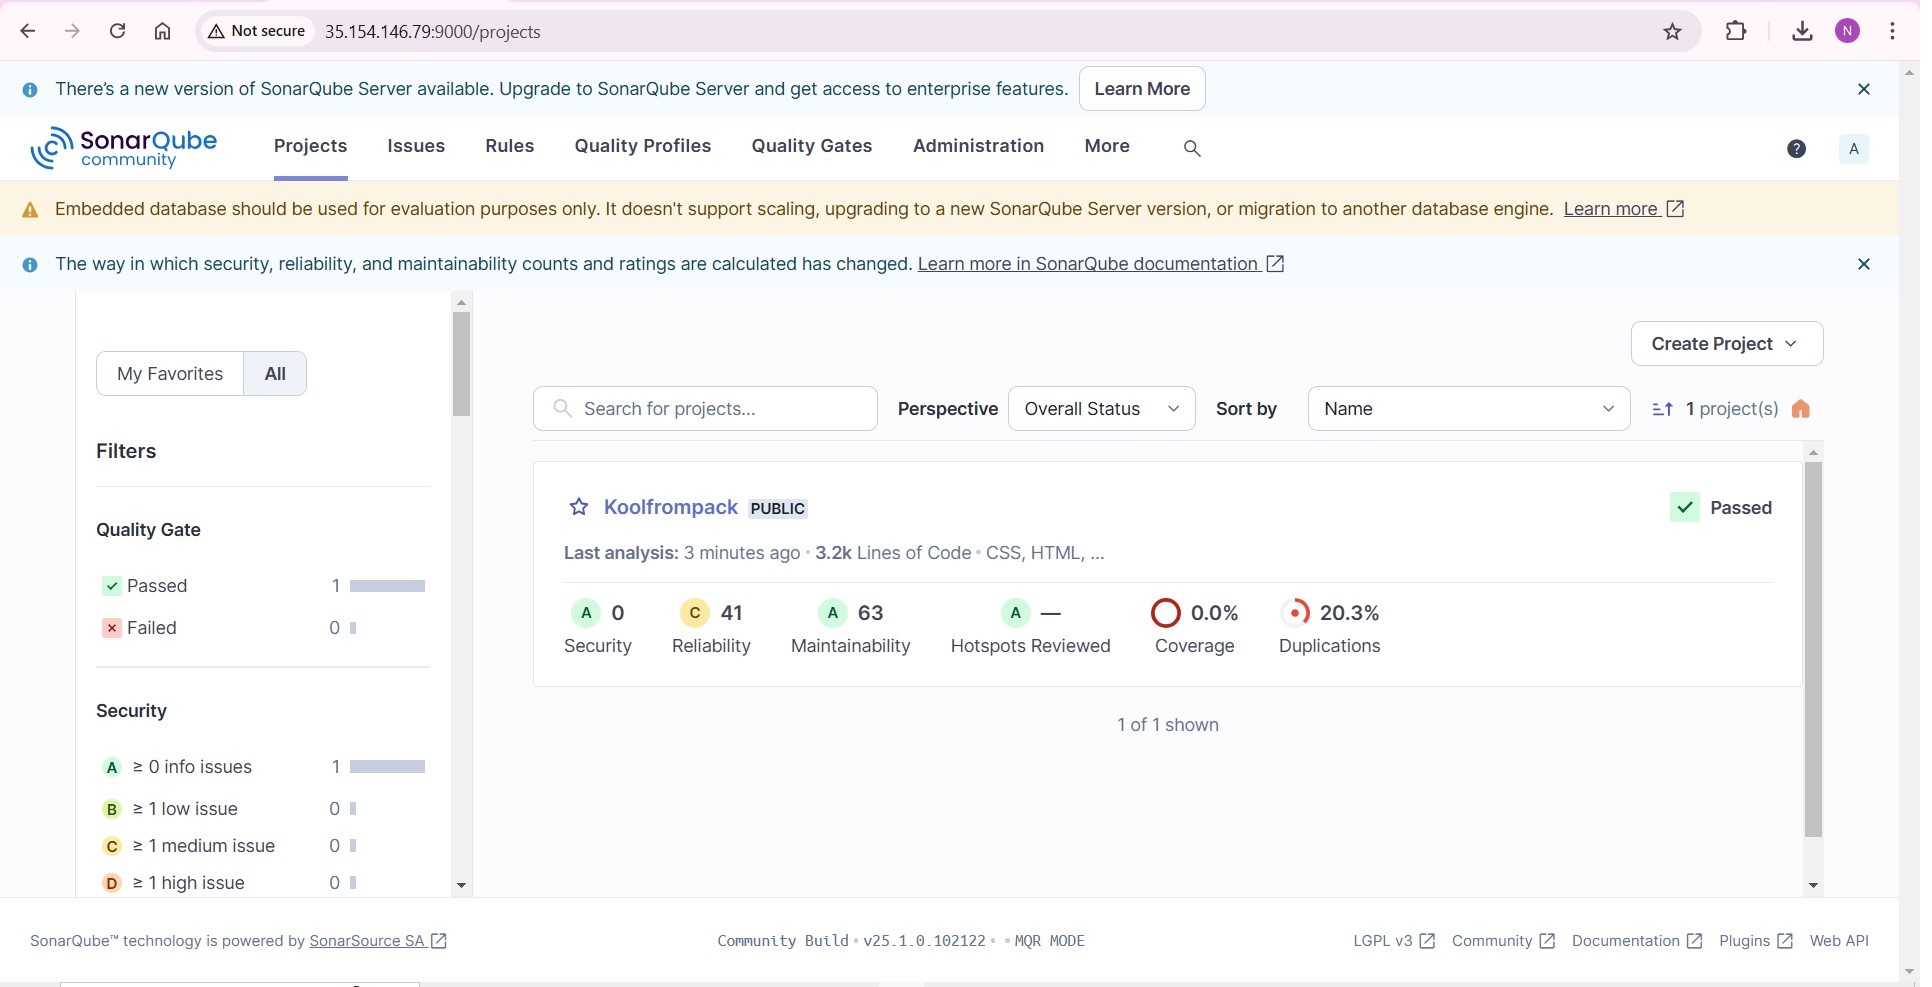 Not secure 35.154.146.79:9000/projects N
There's a new version of SonarQube Server available. Upgrade to SonarQube Server and get access to enterprise features. Learn More
SonarQube community Projects Issues Rules Quality Profiles Quality Gates Administration More ? A
Embedded database should be used for evaluation purposes only. It doesn't support scaling, upgrading to a new SonarQube Server version, or migration to another database engine. Learn more
The way in which security, reliability, and maintainability counts and ratings are calculated has changed. Learn more in SonarQube documentation
My Favorites All
Filters
Quality Gate
Passed 1
Failed 0
Security
A ≥ 0 info issues 1
B ≥ 1 low issue 0
C ≥ 1 medium issue 0
D ≥ 1 high issue 0
Create Project
Search for projects... Perspective Overall Status Sort by Name 1 project(s)
Koolfrompack PUBLIC Passed
Last analysis: 3 minutes ago • 3.2k Lines of Code • CSS, HTML, ...
A 0 C 41 A 63 A — 0.0% 20.3%
Security Reliability Maintainability Hotspots Reviewed Coverage Duplications
1 of 1 shown
SonarQube™ technology is powered by SonarSource SA Community Build • v25.1.0.102122 • • MQR MODE LGPL v3 Community Documentation Plugins Web API